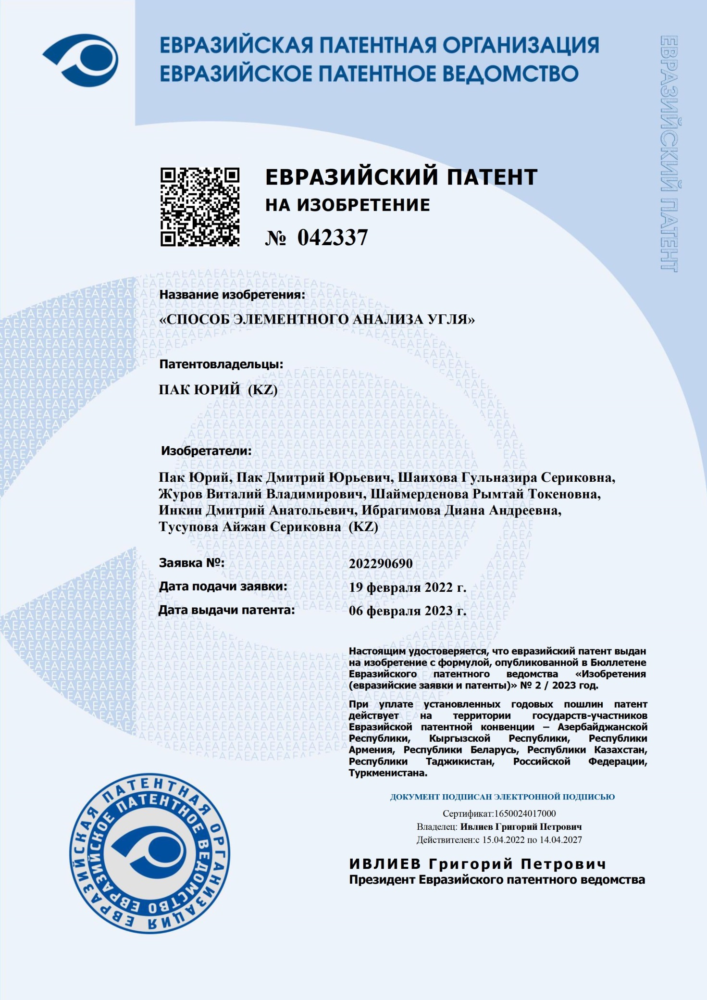 ЕВРАЗИЙСКАЯ ПАТЕНТНАЯ ОРГАНИЗАЦИЯ
ЕВРАЗИЙСКОЕ ПАТЕНТНОЕ ВЕДОМСТВО
ЕВРАЗИЙСКИЙ ПАТЕНТ
ЕВРАЗИЙСКИЙ ПАТЕНТ
НА ИЗОБРЕТЕНИЕ
№ 042337
Название изобретения:
«СПОСОБ ЭЛЕМЕНТНОГО АНАЛИЗА УГЛЯ»
Патентовладельцы:
ПАК ЮРИЙ (KZ)
Изобретатели:
Пак Юрий, Пак Дмитрий Юрьевич, Шаихова Гульназира Сериковна,
Журов Виталий Владимирович, Шаймерденова Рымтай Токеновна,
Инкин Дмитрий Анатольевич, Ибрагимова Диана Андреевна,
Тусупова Айжан Сериковна (KZ)
Заявка №: 202290690
Дата подачи заявки: 19 февраля 2022 г.
Дата выдачи патента: 06 февраля 2023 г.
Настоящим удостоверяется, что евразийский патент выдан
на изобретение с формулой, опубликованной в Бюллетене
Евразийского патентного ведомства «Изобретения
(евразийские заявки и патенты)» № 2 / 2023 год.
При уплате установленных годовых пошлин патент
действует на территории государств-участников
Евразийской патентной конвенции – Азербайджанской
Республики, Кыргызской Республики, Республики
Армения, Республики Беларусь, Республики Казахстан,
Республики Таджикистан, Российской Федерации,
Туркменистана.
ДОКУМЕНТ ПОДПИСАН ЭЛЕКТРОННОЙ ПОДПИСЬЮ
Сертификат:1650024017000
Владелец: Ивлиев Григорий Петрович
Действителен:с 15.04.2022 по 14.04.2027
ИВЛИЕВ Григорий Петрович
Президент Евразийского патентного ведомства
ЕВРАЗИЙСКАЯ ПАТЕНТНАЯ ОРГАНИЗАЦИЯ
ЕВРАЗИЙСКОЕ ПАТЕНТНОЕ ВЕДОМСТВО